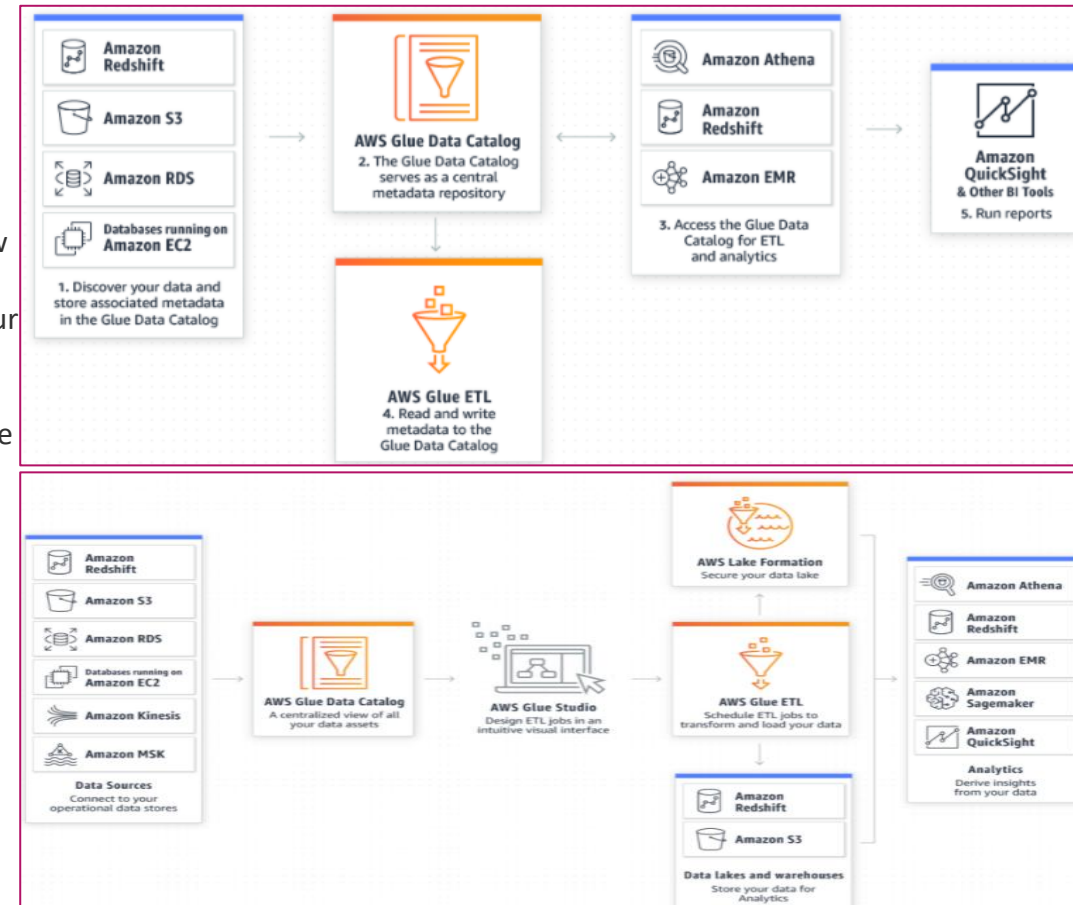 Amazon
Redshift
Amazon S3
Amazon RDS
Databases running on
Amazon EC2
1. Discover your data and
store associated metadata
in the Glue Data Catalog
AWS Glue Data Catalog
2. The Glue Data Catalog
serves as a central
metadata repository
AWS Glue ETL
4. Read and write
metadata to the
Glue Data Catalog
Amazon Athena
Amazon
Redshift
Amazon EMR
3. Access the Glue Data
Catalog for ETL
and analytics
Amazon
QuickSight
& Other BI Tools
5. Run reports
Amazon
Redshift
Amazon S3
Amazon RDS
Databases running on
Amazon EC2
Amazon Kinesis
Amazon MSK
Data Sources
Connect to your
operational data stores
AWS Glue Data Catalog
A centralized view of all
your data assets
AWS Glue Studio
Design ETL jobs in an
intuitive visual interface
AWS Lake Formation
Secure your data lake
AWS Glue ETL
Schedule ETL jobs to
transform and load your data
Amazon
Redshift
Amazon S3
Data lakes and warehouses
Store your data for
Analytics
Amazon Athena
Amazon
Redshift
Amazon EMR
Amazon
Sagemaker
Amazon
QuickSight
Analytics
Derive insights
from your data